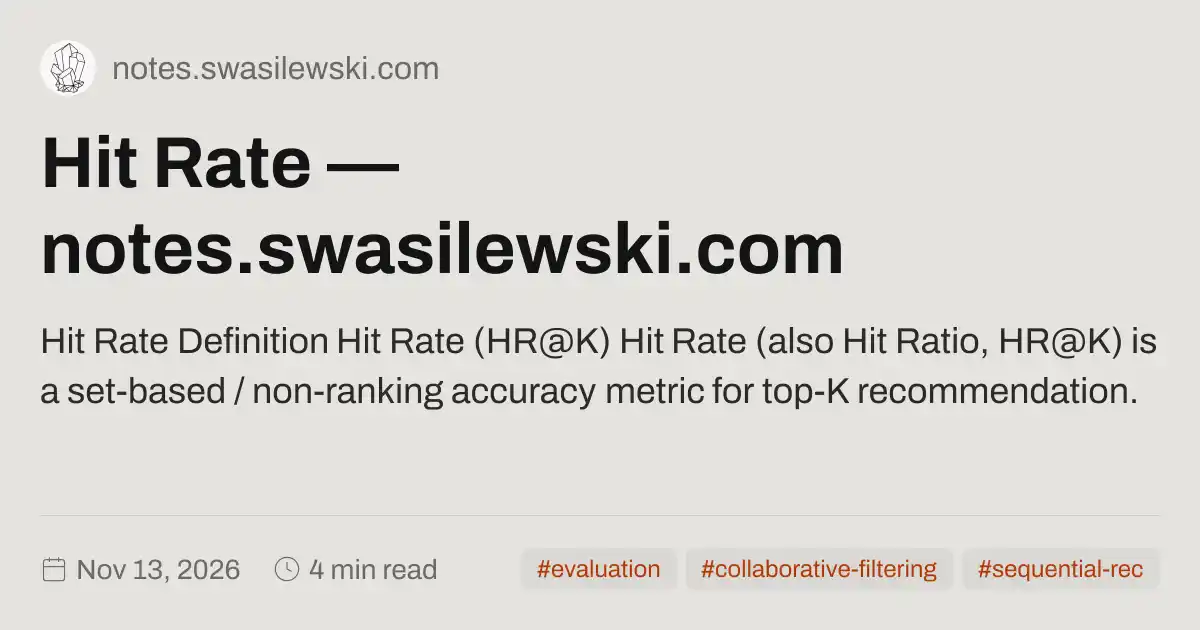 notes.swasilewski.com
Hit Rate —
notes.swasilewski.com
Hit Rate Definition Hit Rate (HR@K) Hit Rate (also Hit Ratio, HR@K) is
a set-based / non-ranking accuracy metric for top-K recommendation.
Nov 13, 2026 4 min read #evaluation #collaborative-filtering #sequential-rec